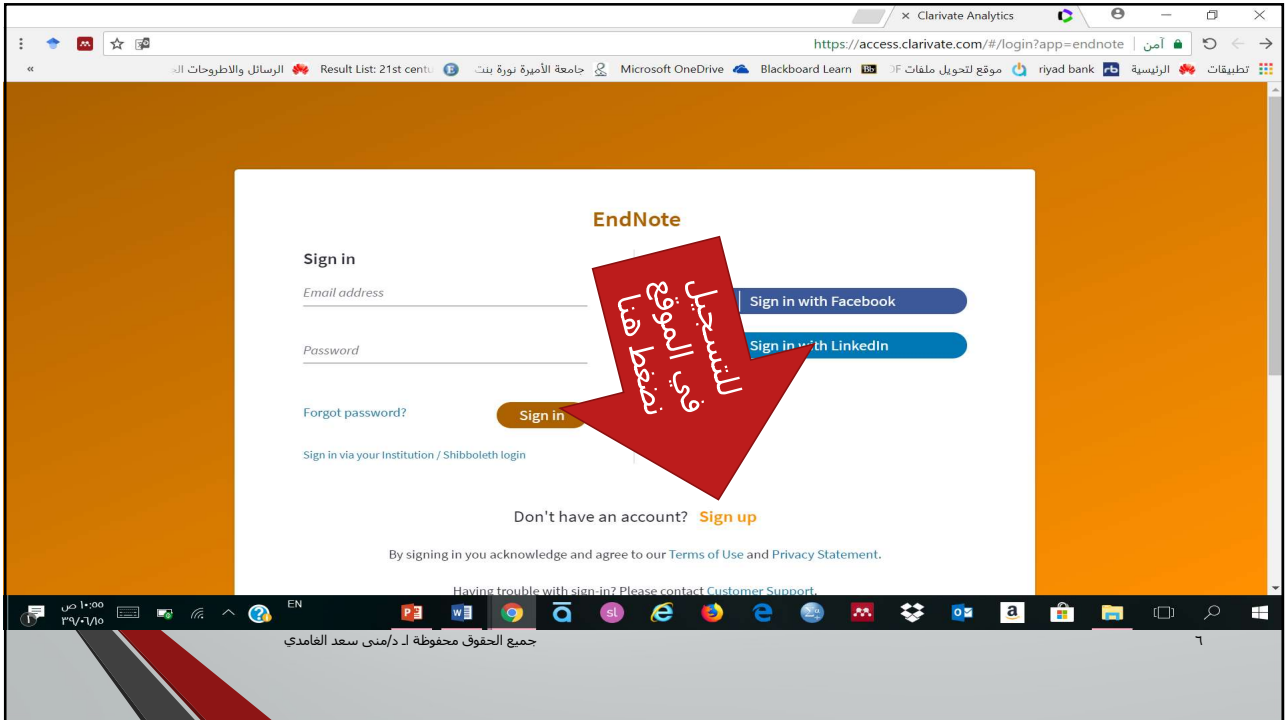 Clarivate Analytics
https://access.clarivate.com/#/login?app=endnote | آمن
تطبيقات الرئيسية riyad bank موقع لتحويل ملفات Blackboard Learn Microsoft OneDrive جامعة الأميرة نورة بنت Result List: 21st centu الرسائل والاطروحات
EndNote
Sign in
Email address
Sign in with Facebook
Password
Sign in with LinkedIn
للتسجيل
في الموقع
نضغط هنا
Forgot password?
Sign in
Sign in via your Institution / Shibboleth login
Don't have an account? Sign up
By signing in you acknowledge and agree to our Terms of Use and Privacy Statement.
Having trouble with sign-in? Please contact Customer Support.
EN
١٠:٠٥ ص
٣٩/٠٦/١٥
جميع الحقوق محفوظة لـ د/منى سعد الغامدي
٦